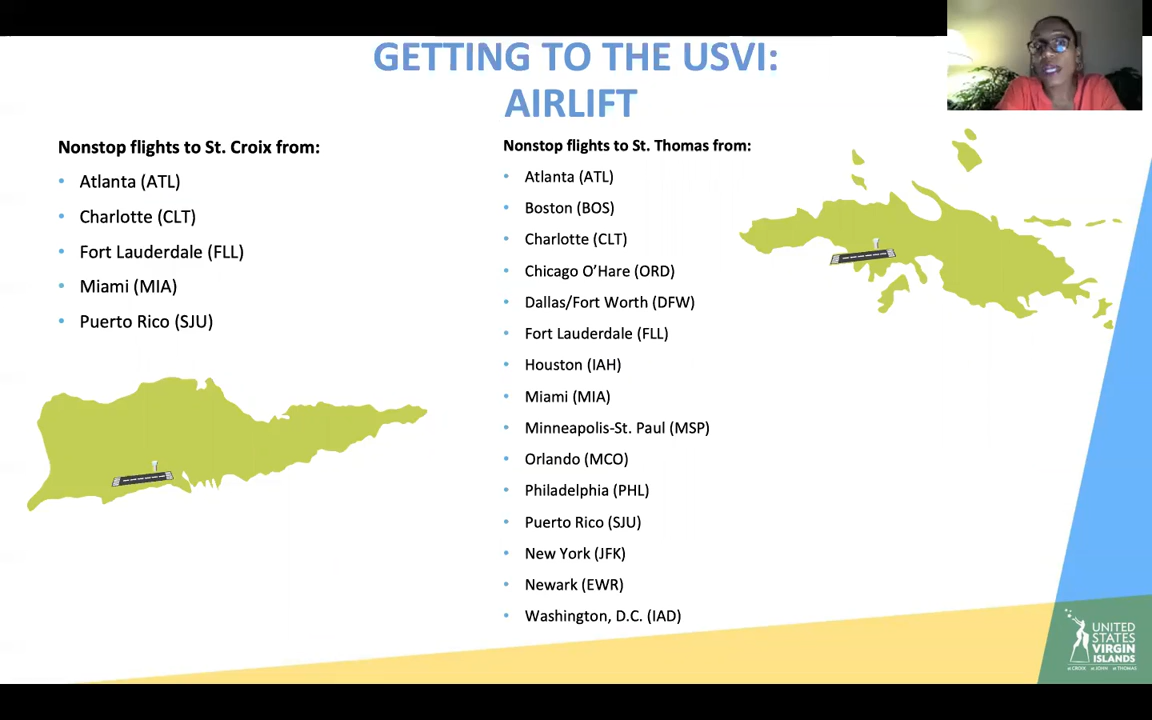 GETTING TO THE USVI:
AIRLIFT
Nonstop flights to St. Croix from:
• Atlanta (ATL)
• Charlotte (CLT)
• Fort Lauderdale (FLL)
• Miami (MIA)
• Puerto Rico (SJU)
Nonstop flights to St. Thomas from:
• Atlanta (ATL)
• Boston (BOS)
• Charlotte (CLT)
• Chicago O’Hare (ORD)
• Dallas/Fort Worth (DFW)
• Fort Lauderdale (FLL)
• Houston (IAH)
• Miami (MIA)
• Minneapolis-St. Paul (MSP)
• Orlando (MCO)
• Philadelphia (PHL)
• Puerto Rico (SJU)
• New York (JFK)
• Newark (EWR)
• Washington, D.C. (IAD)
UNITED
STATES
VIRGIN
ISLANDS
st CROIX st JOHN st THOMAS